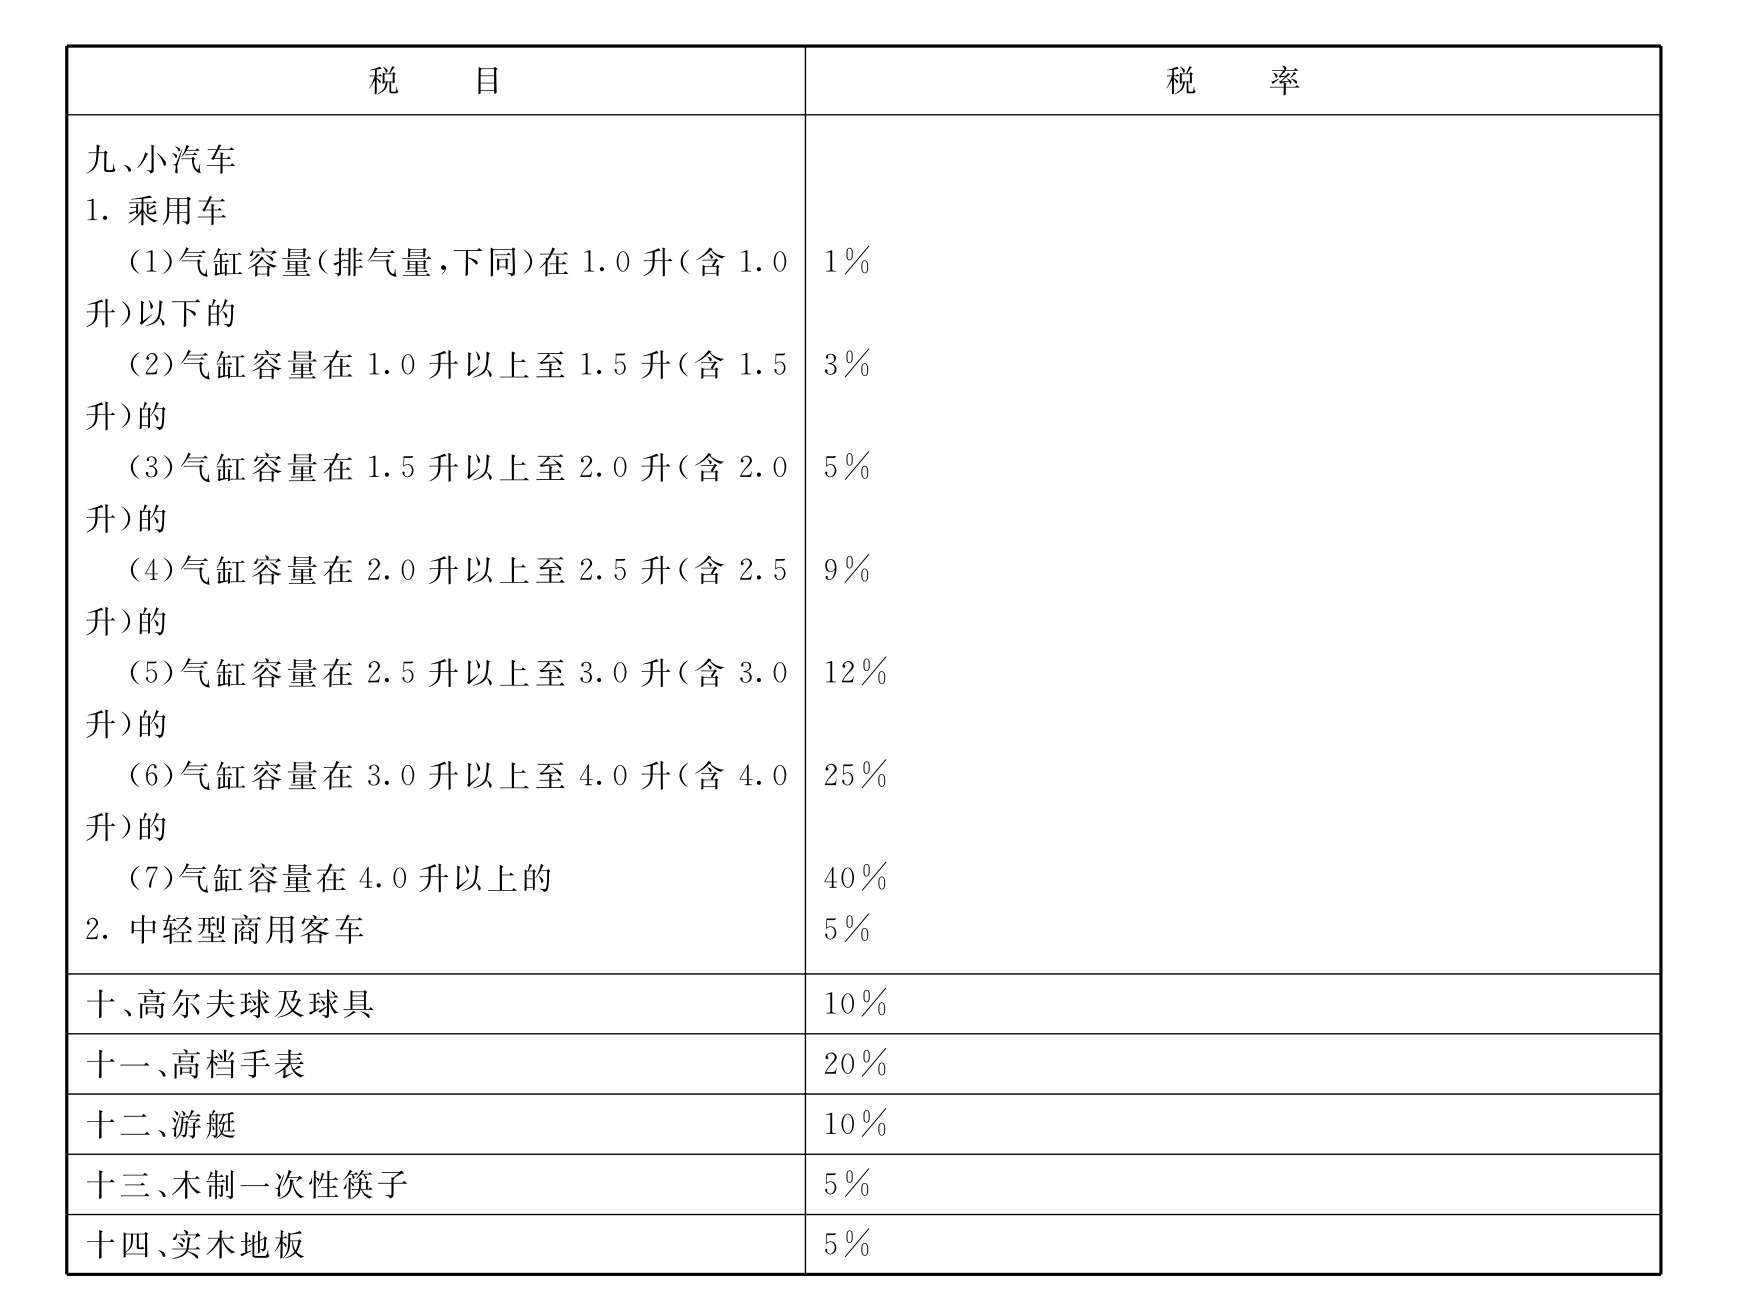 税 目 税 率
九、小汽车
1. 乘用车
(1)气缸容量(排气量,下同)在 1.0 升(含 1.0 1%
升)以下的
(2)气缸容量在 1.0 升以上至 1.5 升(含 1.5 3%
升)的
(3)气缸容量在 1.5 升以上至 2.0 升(含 2.0 5%
升)的
(4)气缸容量在 2.0 升以上至 2.5 升(含 2.5 9%
升)的
(5)气缸容量在 2.5 升以上至 3.0 升(含 3.0 12%
升)的
(6)气缸容量在 3.0 升以上至 4.0 升(含 4.0 25%
升)的
(7)气缸容量在 4.0 升以上的 40%
2. 中轻型商用客车 5%
十、高尔夫球及球具 10%
十一、高档手表 20%
十二、游艇 10%
十三、木制一次性筷子 5%
十四、实木地板 5%